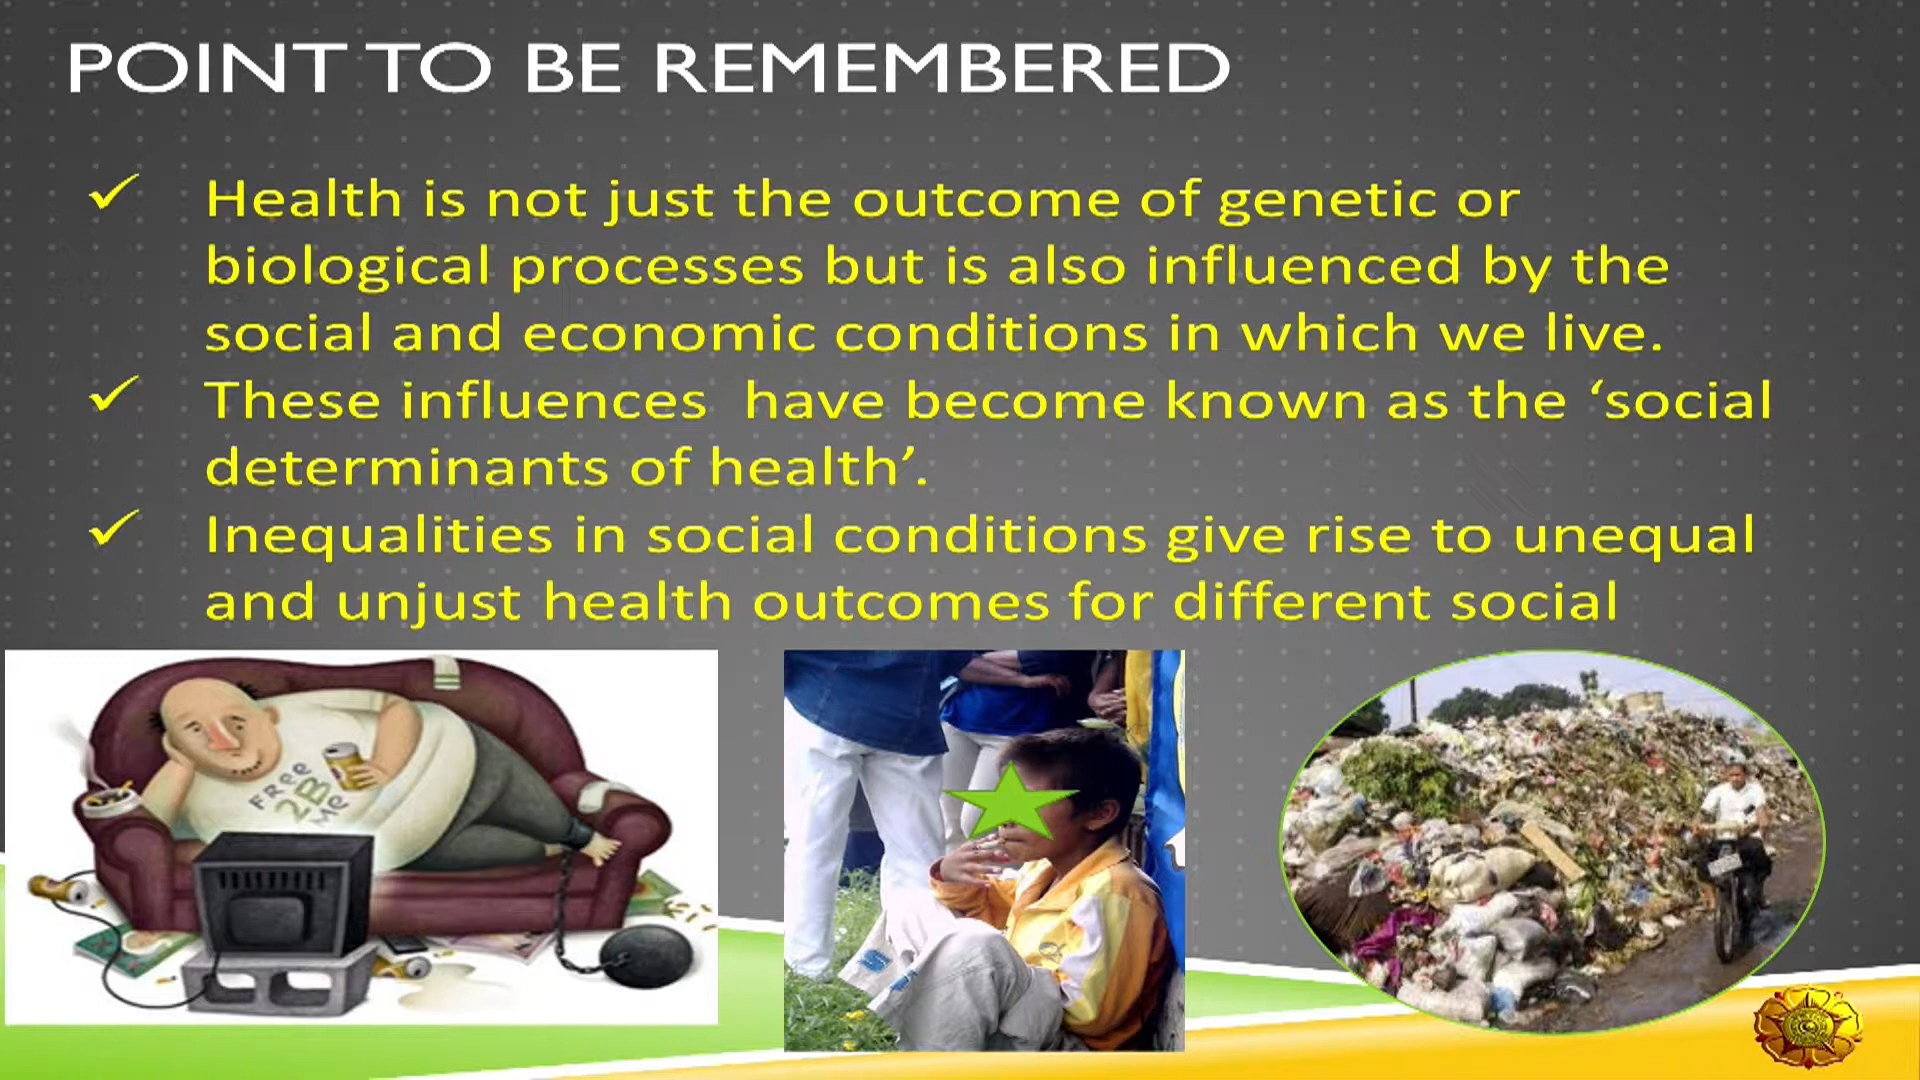 POINT TO BE REMEMBERED
✓ Health is not just the outcome of genetic or
biological processes but is also influenced by the
social and economic conditions in which we live.
✓ These influences have become known as the ‘social
determinants of health’.
✓ Inequalities in social conditions give rise to unequal
and unjust health outcomes for different social
FREE
2B
ME